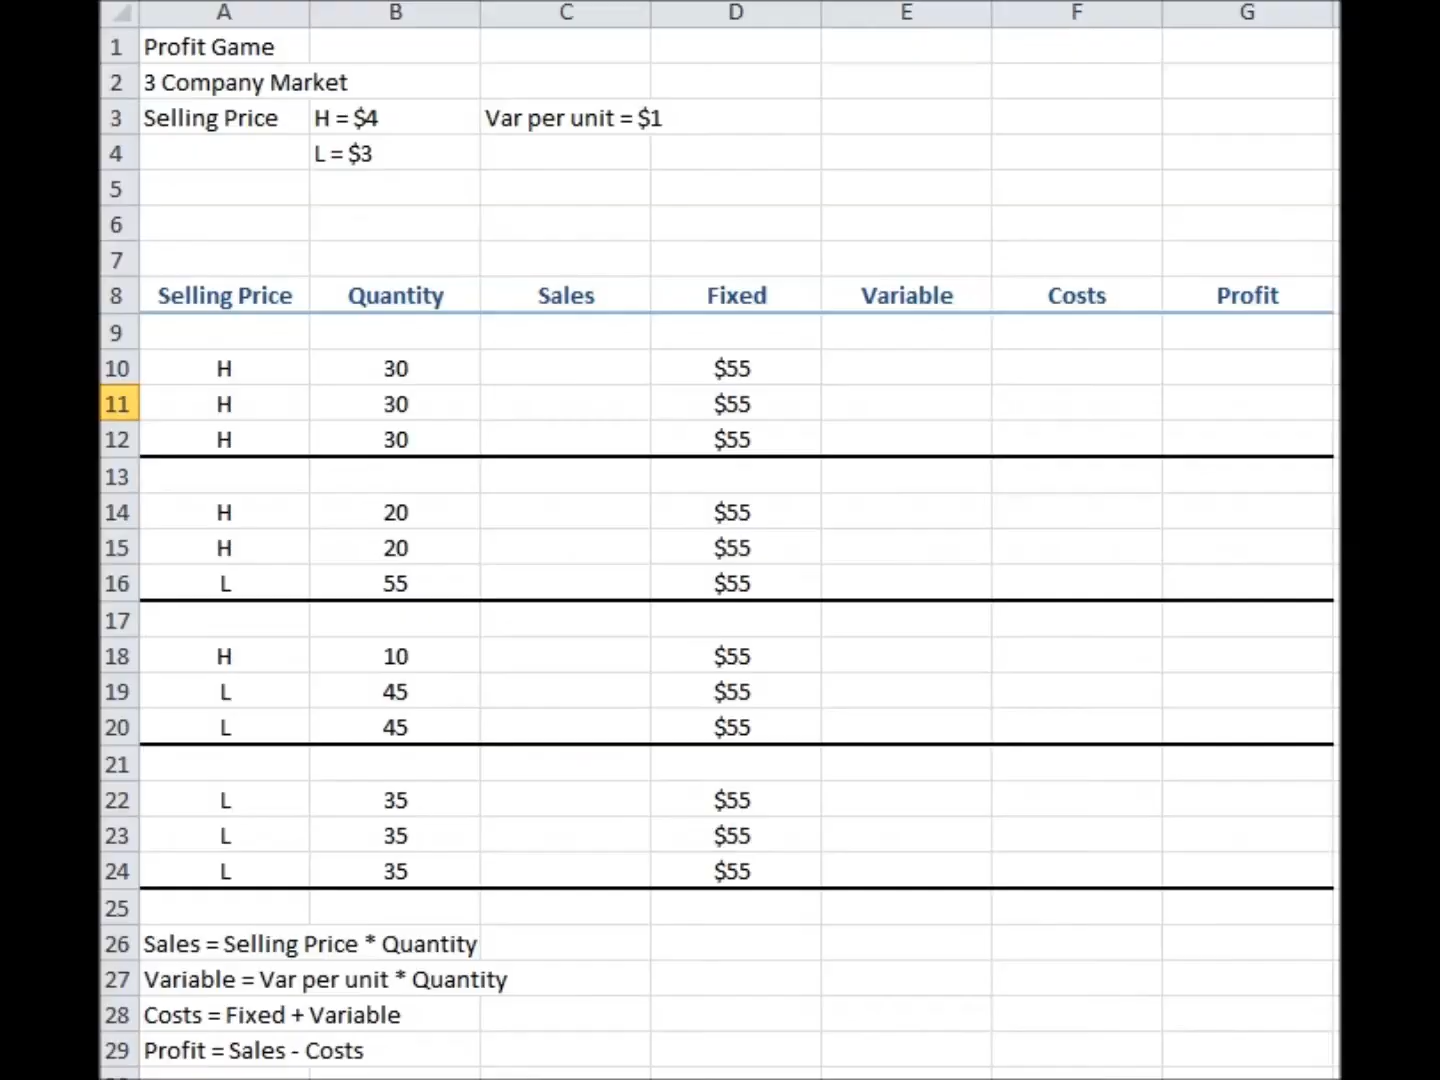 A B C D E F G
1 Profit Game
2 3 Company Market
3 Selling Price H = $4 Var per unit = $1
4 L = $3
5
6
7
8 Selling Price Quantity Sales Fixed Variable Costs Profit
9
10 H 30 $55
11 H 30 $55
12 H 30 $55
13
14 H 20 $55
15 H 20 $55
16 L 55 $55
17
18 H 10 $55
19 L 45 $55
20 L 45 $55
21
22 L 35 $55
23 L 35 $55
24 L 35 $55
25
26 Sales = Selling Price * Quantity
27 Variable = Var per unit * Quantity
28 Costs = Fixed + Variable
29 Profit = Sales - Costs